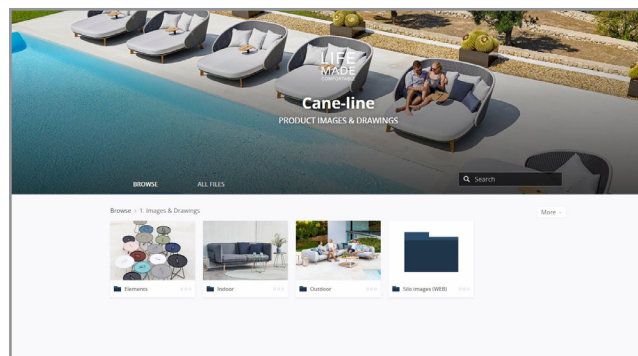 LIFE
MADE
COMFORTABLE
Cane-line
PRODUCT IMAGES & DRAWINGS
BROWSE
ALL FILES
Search
Browse > 1. Images & Drawings
More
Elements
Indoor
Outdoor
Silo images (WEB)